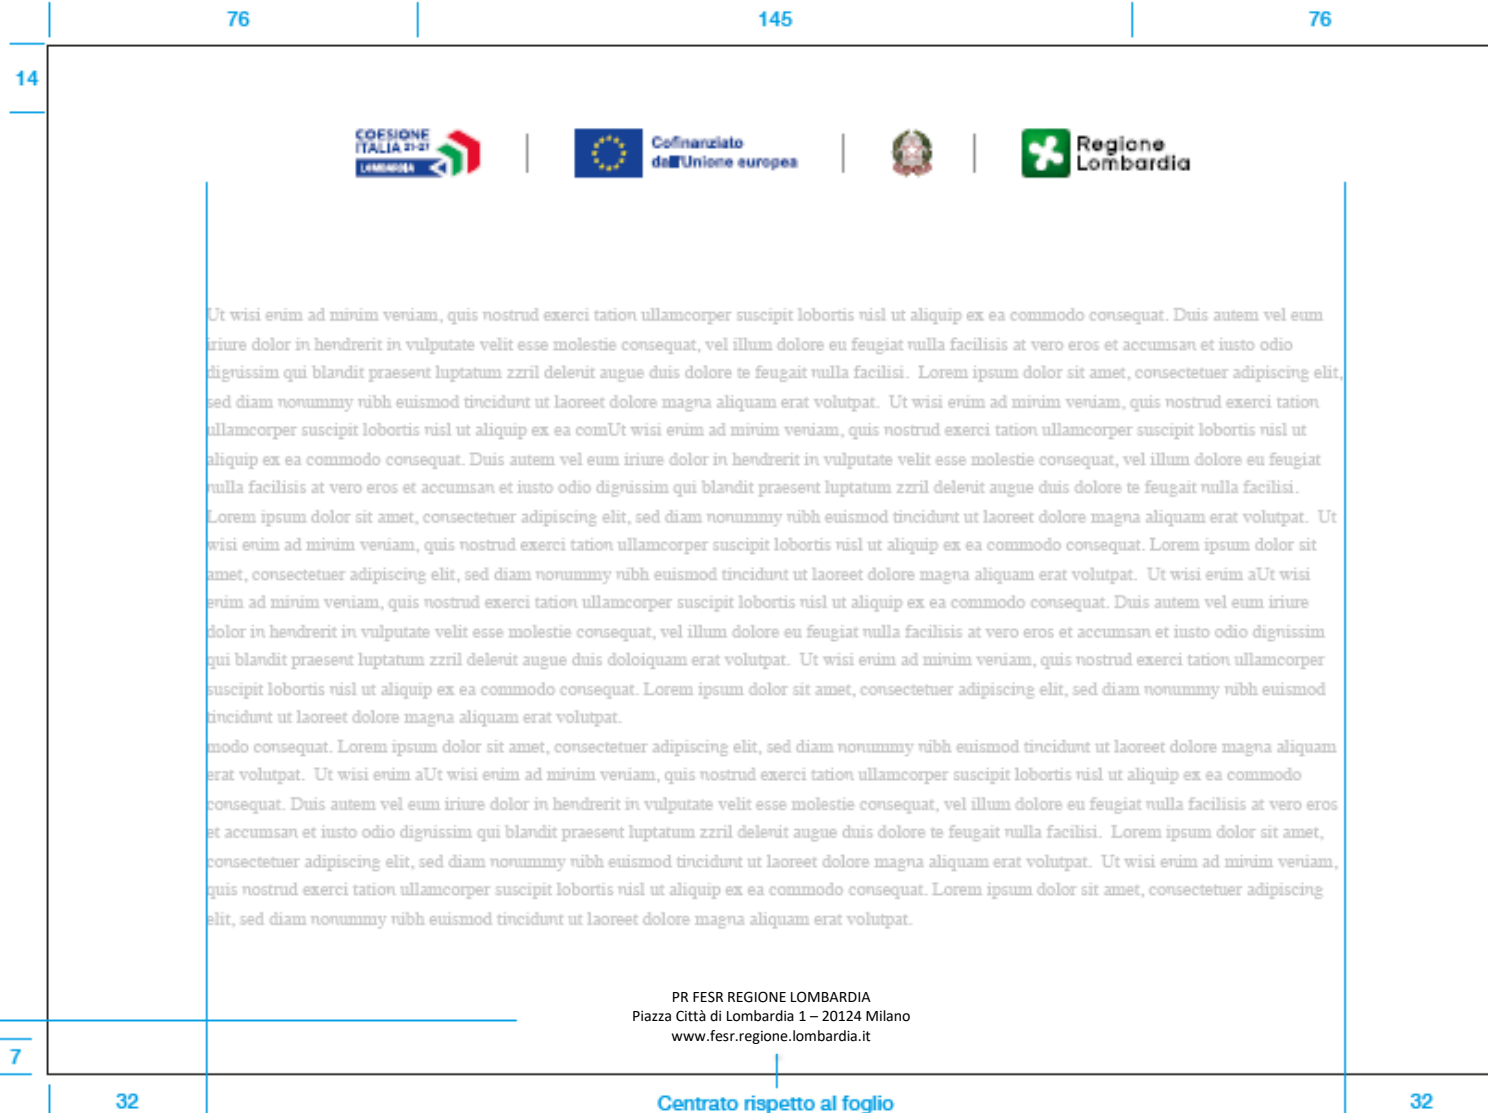 76 145 76
14
COESIONE
ITALIA 21-27
LOMBARDIA
Cofinanziato
dall'Unione europea
Regione
Lombardia
Ut wisi enim ad minim veniam, quis nostrud exerci tation ullamcorper suscipit lobortis nisl ut aliquip ex ea commodo consequat. Duis autem vel eum
iriure dolor in hendrerit in vulputate velit esse molestie consequat, vel illum dolore eu feugiat nulla facilisis at vero eros et accumsan et iusto odio
dignissim qui blandit praesent luptatum zzril delenit augue duis dolore te feugait nulla facilisi.  Lorem ipsum dolor sit amet, consectetuer adipiscing elit,
sed diam nonummy nibh euismod tincidunt ut laoreet dolore magna aliquam erat volutpat.  Ut wisi enim ad minim veniam, quis nostrud exerci tation
ullamcorper suscipit lobortis nisl ut aliquip ex ea comUt wisi enim ad minim veniam, quis nostrud exerci tation ullamcorper suscipit lobortis nisl ut
aliquip ex ea commodo consequat. Duis autem vel eum iriure dolor in hendrerit in vulputate velit esse molestie consequat, vel illum dolore eu feugiat
nulla facilisis at vero eros et accumsan et iusto odio dignissim qui blandit praesent luptatum zzril delenit augue duis dolore te feugait nulla facilisi.
Lorem ipsum dolor sit amet, consectetuer adipiscing elit, sed diam nonummy nibh euismod tincidunt ut laoreet dolore magna aliquam erat volutpat.  Ut
wisi enim ad minim veniam, quis nostrud exerci tation ullamcorper suscipit lobortis nisl ut aliquip ex ea commodo consequat. Lorem ipsum dolor sit
amet, consectetuer adipiscing elit, sed diam nonummy nibh euismod tincidunt ut laoreet dolore magna aliquam erat volutpat.  Ut wisi enim aUt wisi
enim ad minim veniam, quis nostrud exerci tation ullamcorper suscipit lobortis nisl ut aliquip ex ea commodo consequat. Duis autem vel eum iriure
dolor in hendrerit in vulputate velit esse molestie consequat, vel illum dolore eu feugiat nulla facilisis at vero eros et accumsan et iusto odio dignissim
qui blandit praesent luptatum zzril delenit augue duis doloiquam erat volutpat.  Ut wisi enim ad minim veniam, quis nostrud exerci tation ullamcorper
suscipit lobortis nisl ut aliquip ex ea commodo consequat. Lorem ipsum dolor sit amet, consectetuer adipiscing elit, sed diam nonummy nibh euismod
tincidunt ut laoreet dolore magna aliquam erat volutpat.
modo consequat. Lorem ipsum dolor sit amet, consectetuer adipiscing elit, sed diam nonummy nibh euismod tincidunt ut laoreet dolore magna aliquam
erat volutpat.  Ut wisi enim aUt wisi enim ad minim veniam, quis nostrud exerci tation ullamcorper suscipit lobortis nisl ut aliquip ex ea commodo
consequat. Duis autem vel eum iriure dolor in hendrerit in vulputate velit esse molestie consequat, vel illum dolore eu feugiat nulla facilisis at vero eros
et accumsan et iusto odio dignissim qui blandit praesent luptatum zzril delenit augue duis dolore te feugait nulla facilisi.  Lorem ipsum dolor sit amet,
consectetuer adipiscing elit, sed diam nonummy nibh euismod tincidunt ut laoreet dolore magna aliquam erat volutpat.  Ut wisi enim ad minim veniam,
quis nostrud exerci tation ullamcorper suscipit lobortis nisl ut aliquip ex ea commodo consequat. Lorem ipsum dolor sit amet, consectetuer adipiscing
elit, sed diam nonummy nibh euismod tincidunt ut laoreet dolore magna aliquam erat volutpat.
PR FESR REGIONE LOMBARDIA
Piazza Città di Lombardia 1 – 20124 Milano
www.fesr.regione.lombardia.it
7
32 Centrato rispetto al foglio 32